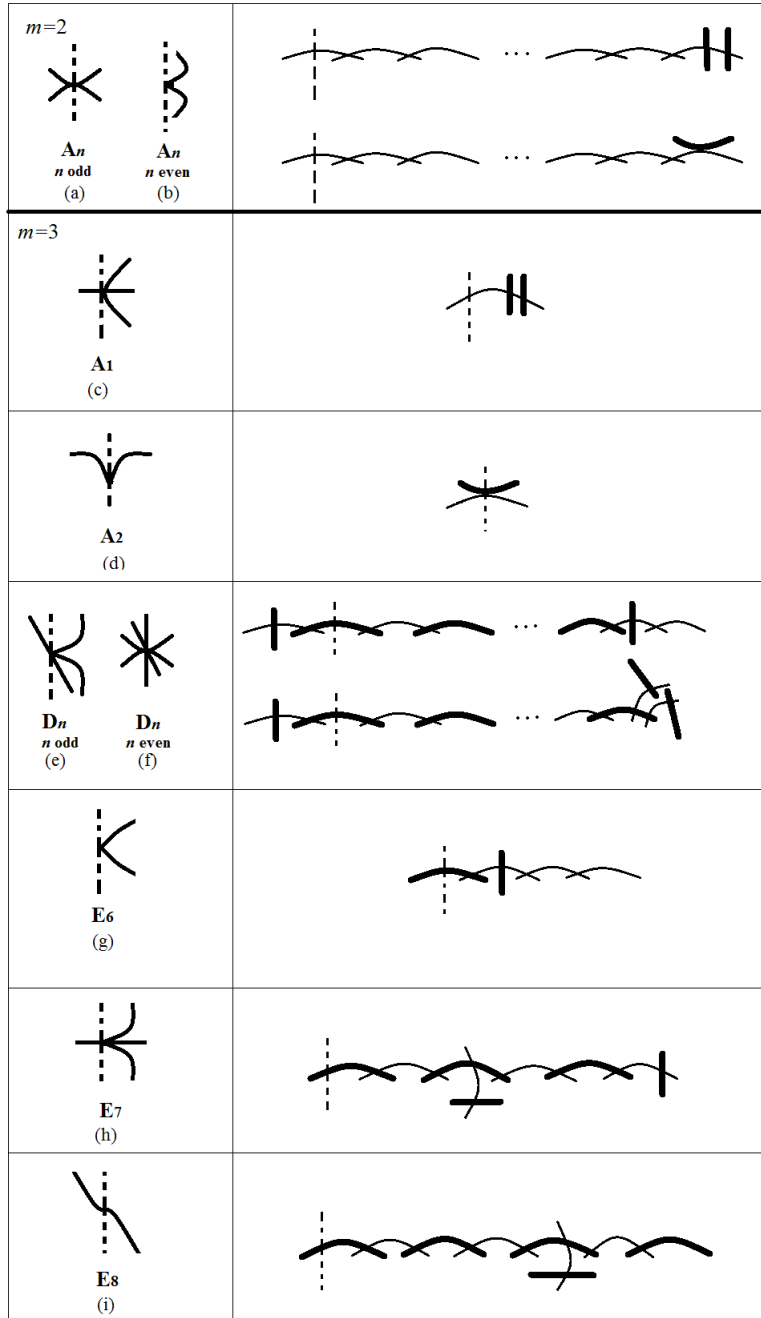 m=2
An An
n odd n even
(a) (b)
...
...
m=3
A1
(c)
A2
(d)
Dn Dn
n odd n even
(e) (f)
...
...
E6
(g)
E7
(h)
E8
(i)